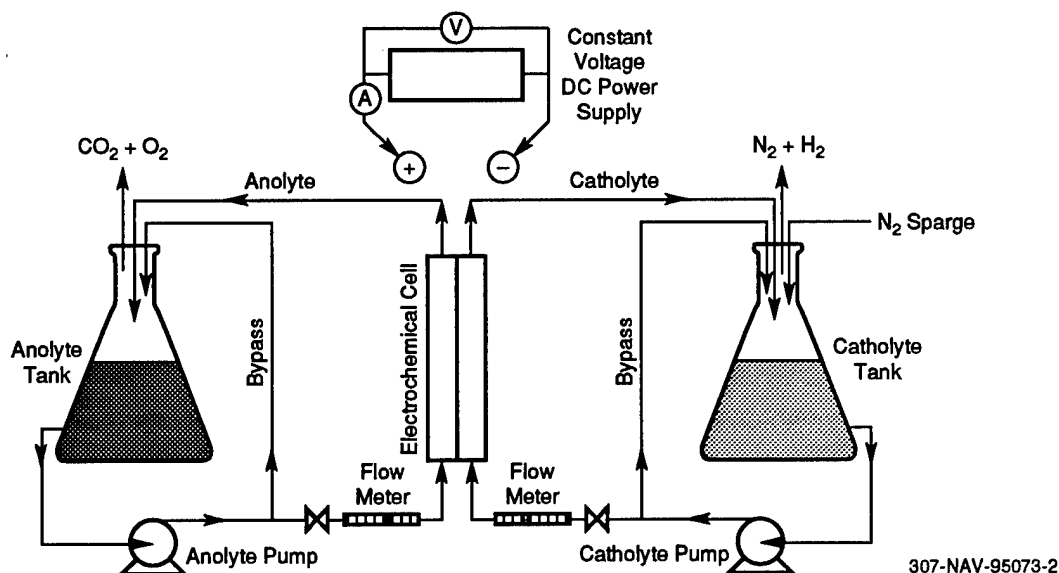 V
Constant
Voltage
DC Power
Supply
A
+
−
CO2 + O2
N2 + H2
Anolyte
Catholyte
N2 Sparge
Anolyte
Tank
Bypass
Electrochemical Cell
Bypass
Catholyte
Tank
Flow
Meter
Flow
Meter
Anolyte Pump
Catholyte Pump
307-NAV-95073-2